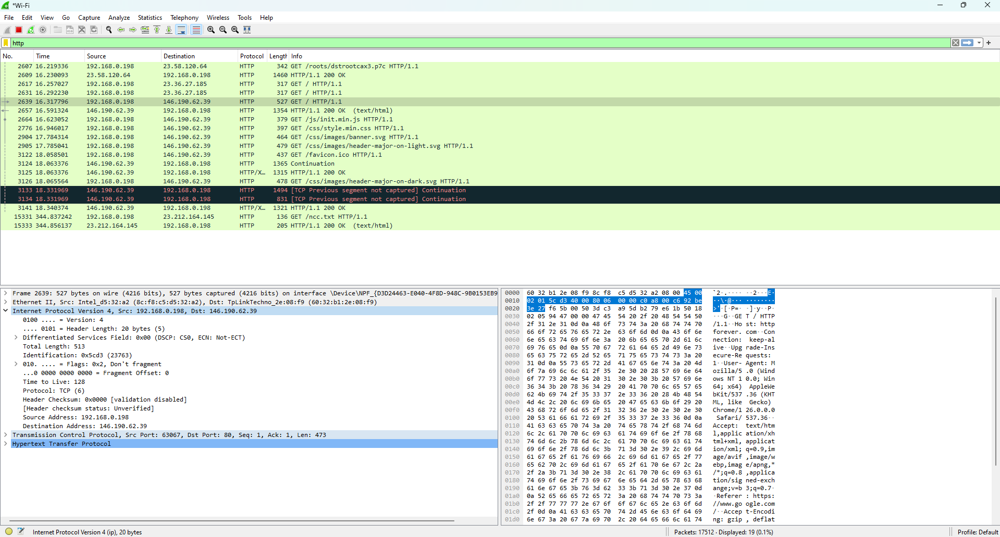 *Wi-Fi
File Edit View Go Capture Analyze Statistics Telephony Wireless Tools Help
http
No. Time Source Destination Protocol Length Info
2607 16.219336 192.168.0.198 23.58.120.64 HTTP 342 GET /roots/dstrootcax3.p7c HTTP/1.1
2609 16.230093 23.58.120.64 192.168.0.198 HTTP 1460 HTTP/1.1 200 OK
2617 16.257027 192.168.0.198 23.36.27.185 HTTP 317 GET / HTTP/1.1
2631 16.292230 192.168.0.198 23.36.27.185 HTTP 317 GET / HTTP/1.1
2639 16.317796 192.168.0.198 146.190.62.39 HTTP 527 GET / HTTP/1.1
2657 16.591324 146.190.62.39 192.168.0.198 HTTP 1354 HTTP/1.1 200 OK (text/html)
2664 16.623052 192.168.0.198 146.190.62.39 HTTP 379 GET /js/init.min.js HTTP/1.1
2776 16.946017 192.168.0.198 146.190.62.39 HTTP 397 GET /css/style.min.css HTTP/1.1
2904 17.784314 192.168.0.198 146.190.62.39 HTTP 464 GET /css/images/banner.svg HTTP/1.1
2905 17.785041 192.168.0.198 146.190.62.39 HTTP 479 GET /css/images/header-major-on-light.svg HTTP/1.1
3122 18.058501 192.168.0.198 146.190.62.39 HTTP 437 GET /favicon.ico HTTP/1.1
3124 18.063376 146.190.62.39 192.168.0.198 HTTP 1365 Continuation
3125 18.063376 146.190.62.39 192.168.0.198 HTTP/X… 1315 HTTP/1.1 200 OK
3126 18.065564 192.168.0.198 146.190.62.39 HTTP 478 GET /css/images/header-major-on-dark.svg HTTP/1.1
3133 18.331969 146.190.62.39 192.168.0.198 HTTP 1494 [TCP Previous segment not captured] Continuation
3134 18.331969 146.190.62.39 192.168.0.198 HTTP 831 [TCP Previous segment not captured] Continuation
3141 18.340374 146.190.62.39 192.168.0.198 HTTP/X… 1321 HTTP/1.1 200 OK
15331 344.837242 192.168.0.198 23.212.164.145 HTTP 136 GET /ncc.txt HTTP/1.1
15333 344.856137 23.212.164.145 192.168.0.198 HTTP 205 HTTP/1.1 200 OK (text/html)
Frame 2639: 527 bytes on wire (4216 bits), 527 bytes captured (4216 bits) on interface \Device\NPF_{D3D24463-E040-4F8D-948C-9B0153EB9
Ethernet II, Src: Intel_d5:32:a2 (8c:f8:c5:d5:32:a2), Dst: TpLinkTechno_2e:08:f9 (60:32:b1:2e:08:f9)
Internet Protocol Version 4, Src: 192.168.0.198, Dst: 146.190.62.39
0100 .... = Version: 4
.... 0101 = Header Length: 20 bytes (5)
Differentiated Services Field: 0x00 (DSCP: CS0, ECN: Not-ECT)
Total Length: 513
Identification: 0x5cd3 (23763)
010. .... = Flags: 0x2, Don't fragment
...0 0000 0000 0000 = Fragment Offset: 0
Time to Live: 128
Protocol: TCP (6)
Header Checksum: 0x0000 [validation disabled]
[Header checksum status: Unverified]
Source Address: 192.168.0.198
Destination Address: 146.190.62.39
Transmission Control Protocol, Src Port: 63067, Dst Port: 80, Seq: 1, Ack: 1, Len: 473
Hypertext Transfer Protocol
0000 60 32 b1 2e 08 f9 8c f8 c5 d5 32 a2 08 00 45 00 `2·.···· ··2···E·
0010 02 01 5c d3 40 00 80 06 00 00 c0 a8 00 c6 92 be ··\·@··· ········
0020 3e 27 f6 5b 00 50 3d c3 a9 5d b2 79 e6 1b 50 18 >'·[·P=· ·]·y··P·
0030 02 05 94 47 00 00 47 45 54 20 2f 20 48 54 54 50 ···G··GE T / HTTP
0040 2f 31 2e 31 0d 0a 48 6f 73 74 3a 20 68 74 74 70 /1.1··Ho st: http
0050 66 6f 72 65 76 65 72 2e 63 6f 6d 0d 0a 43 6f 6e forever. com··Con
0060 6e 65 63 74 69 6f 6e 3a 20 6b 65 65 70 2d 61 6c nection: keep-al
0070 69 76 65 0d 0a 55 70 67 72 61 64 65 2d 49 6e 73 ive··Upg rade-Ins
0080 65 63 75 72 65 2d 52 65 71 75 65 73 74 73 3a 20 ecure-Re quests:
0090 31 0d 0a 55 73 65 72 2d 41 67 65 6e 74 3a 20 4d 1··User- Agent: M
00a0 6f 7a 69 6c 6c 61 2f 35 2e 30 20 28 57 69 6e 64 ozilla/5 .0 (Wind
00b0 6f 77 73 20 4e 54 20 31 30 2e 30 3b 20 57 69 6e ows NT 1 0.0; Win
00c0 36 34 3b 20 78 36 34 29 20 41 70 70 6c 65 57 65 64; x64) AppleWe
00d0 62 4b 69 74 2f 35 33 37 2e 33 36 20 28 4b 48 54 bKit/537 .36 (KHT
00e0 4d 4c 2c 20 6c 69 6b 65 20 47 65 63 6b 6f 29 20 ML, like Gecko)
00f0 43 68 72 6f 6d 65 2f 31 32 36 2e 30 2e 30 2e 30 Chrome/1 26.0.0.0
0100 20 53 61 66 61 72 69 2f 35 33 37 2e 33 36 0d 0a Safari/ 537.36··
0110 41 63 63 65 70 74 3a 20 74 65 78 74 2f 68 74 6d Accept: text/htm
0120 6c 2c 61 70 70 6c 69 63 61 74 69 6f 6e 2f 78 68 l,applic ation/xh
0130 74 6d 6c 2b 78 6d 6c 2c 61 70 70 6c 69 63 61 74 tml+xml, applicat
0140 69 6f 6e 2f 78 6d 6c 3b 71 3d 30 2e 39 2c 69 6d ion/xml; q=0.9,im
0150 61 67 65 2f 61 76 69 66 2c 69 6d 61 67 65 2f 77 age/avif ,image/w
0160 65 62 70 2c 69 6d 61 67 65 2f 61 70 6e 67 2c 2a ebp,imag e/apng,*
0170 2f 2a 3b 71 3d 30 2e 38 2c 61 70 70 6c 69 63 61 /*;q=0.8 ,applica
0180 74 69 6f 6e 2f 73 69 67 6e 65 64 2d 65 78 63 68 tion/sig ned-exch
0190 61 6e 67 65 3b 76 3d 62 33 3b 71 3d 30 2e 37 0d ange;v=b 3;q=0.7·
01a0 0a 52 65 66 65 72 65 72 3a 20 68 74 74 70 73 3a ·Referer : https:
01b0 2f 2f 77 77 77 2e 67 6f 6f 67 6c 65 2e 63 6f 6d //www.go ogle.com
01c0 2f 0d 0a 41 63 63 65 70 74 2d 45 6e 63 6f 64 69 /··Accep t-Encodi
01d0 6e 67 3a 20 67 7a 69 70 2c 20 64 65 66 6c 61 74 ng: gzip , deflat
Internet Protocol Version 4 (ip), 20 bytes
Packets: 17512 · Displayed: 19 (0.1%)
Profile: Default